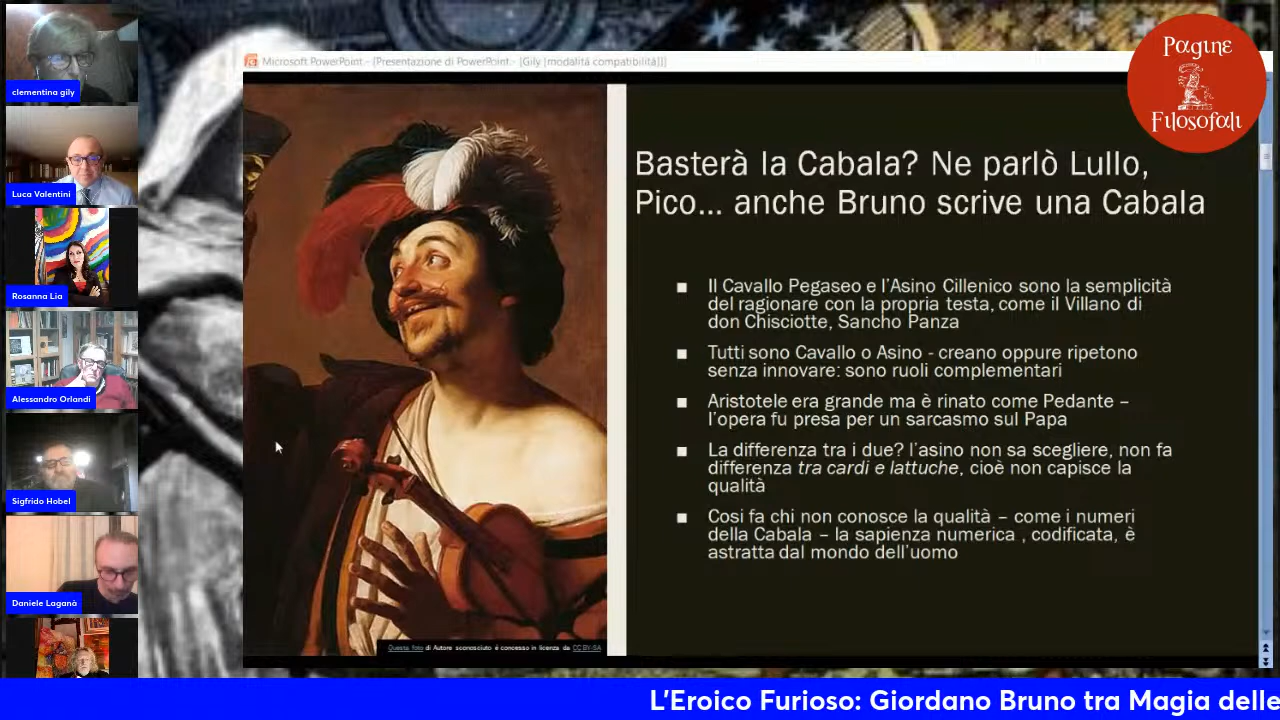 clementina gily
Luca Valentini
Rosanna Lia
Alessandro Orlandi
Sigfrido Hobel
Daniele Laganà
Microsoft PowerPoint - [Presentazione di PowerPoint - [Gily [modalità compatibilità]]]
Pagine
Filosofali
Basterà la Cabala? Ne parlò Lullo,
Pico... anche Bruno scrive una Cabala
■ Il Cavallo Pegaseo e l'Asino Cillenico sono la semplicità
del ragionare con la propria testa, come il Villano di
don Chisciotte, Sancho Panza
■ Tutti sono Cavallo o Asino - creano oppure ripetono
senza innovare: sono ruoli complementari
■ Aristotele era grande ma è rinato come Pedante –
l'opera fu presa per un sarcasmo sul Papa
■ La differenza tra i due? l'asino non sa scegliere, non fa
differenza tra cardi e lattuche, cioè non capisce la
qualità
■ Cosi fa chi non conosce la qualità – come i numeri
della Cabala – la sapienza numerica , codificata, è
astratta dal mondo dell'uomo
Questa foto di Autore sconosciuto è concesso in licenza da CC BY-SA
L'Eroico Furioso: Giordano Bruno tra Magia delle